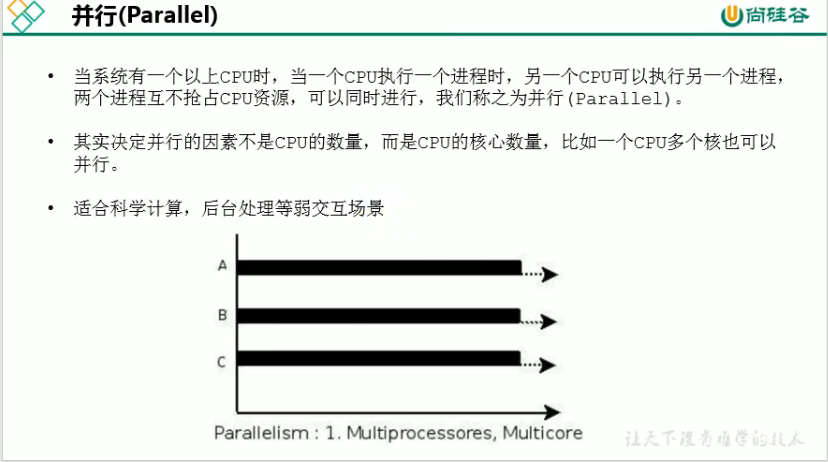 并行(Parallel)
尚硅谷
• 当系统有一个以上CPU时，当一个CPU执行一个进程时，另一个CPU可以执行另一个进程，
两个进程互不抢占CPU资源，可以同时进行，我们称之为并行(Parallel)。
• 其实决定并行的因素不是CPU的数量，而是CPU的核心数量，比如一个CPU多个核也可以
并行。
• 适合科学计算，后台处理等弱交互场景
A
B
C
Parallelism : 1. Multiprocessores, Multicore
让天下没有难学的技术